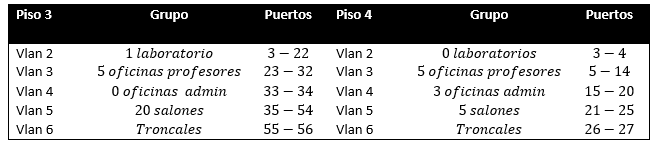 Piso 3 Grupo Puertos Piso 4 Grupo Puertos
Vlan 2 1 laboratorio 3 – 22 Vlan 2 0 laboratorios 3 – 4
Vlan 3 5 oficinas profesores 23 – 32 Vlan 3 5 oficinas profesores 5 – 14
Vlan 4 0 oficinas admin 33 – 34 Vlan 4 3 oficinas admin 15 – 20
Vlan 5 20 salones 35 – 54 Vlan 5 5 salones 21 – 25
Vlan 6 Troncales 55 – 56 Vlan 6 Troncales 26 – 27